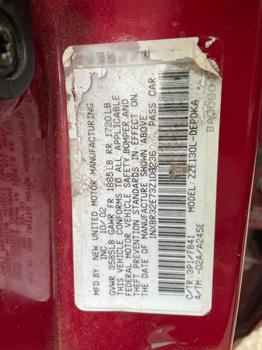 MFD BY NEW UNITED MOTOR MANUFACTURING
INC 10/02
GVWR 3585LB GAWR FR 1885LB RR 1720LB
THIS VEHICLE CONFORMS TO ALL APPLICABLE
FEDERAL MOTOR VEHICLE SAFETY, BUMPER AND
THEFT PREVENTION STANDARDS IN EFFECT ON
THE DATE OF MANUFACTURE SHOWN ABOVE
PASS CAR
MODEL: ZZE130L-DEPDKA
C/TR: 3P1/FB41
A/TM: -02A/A245E